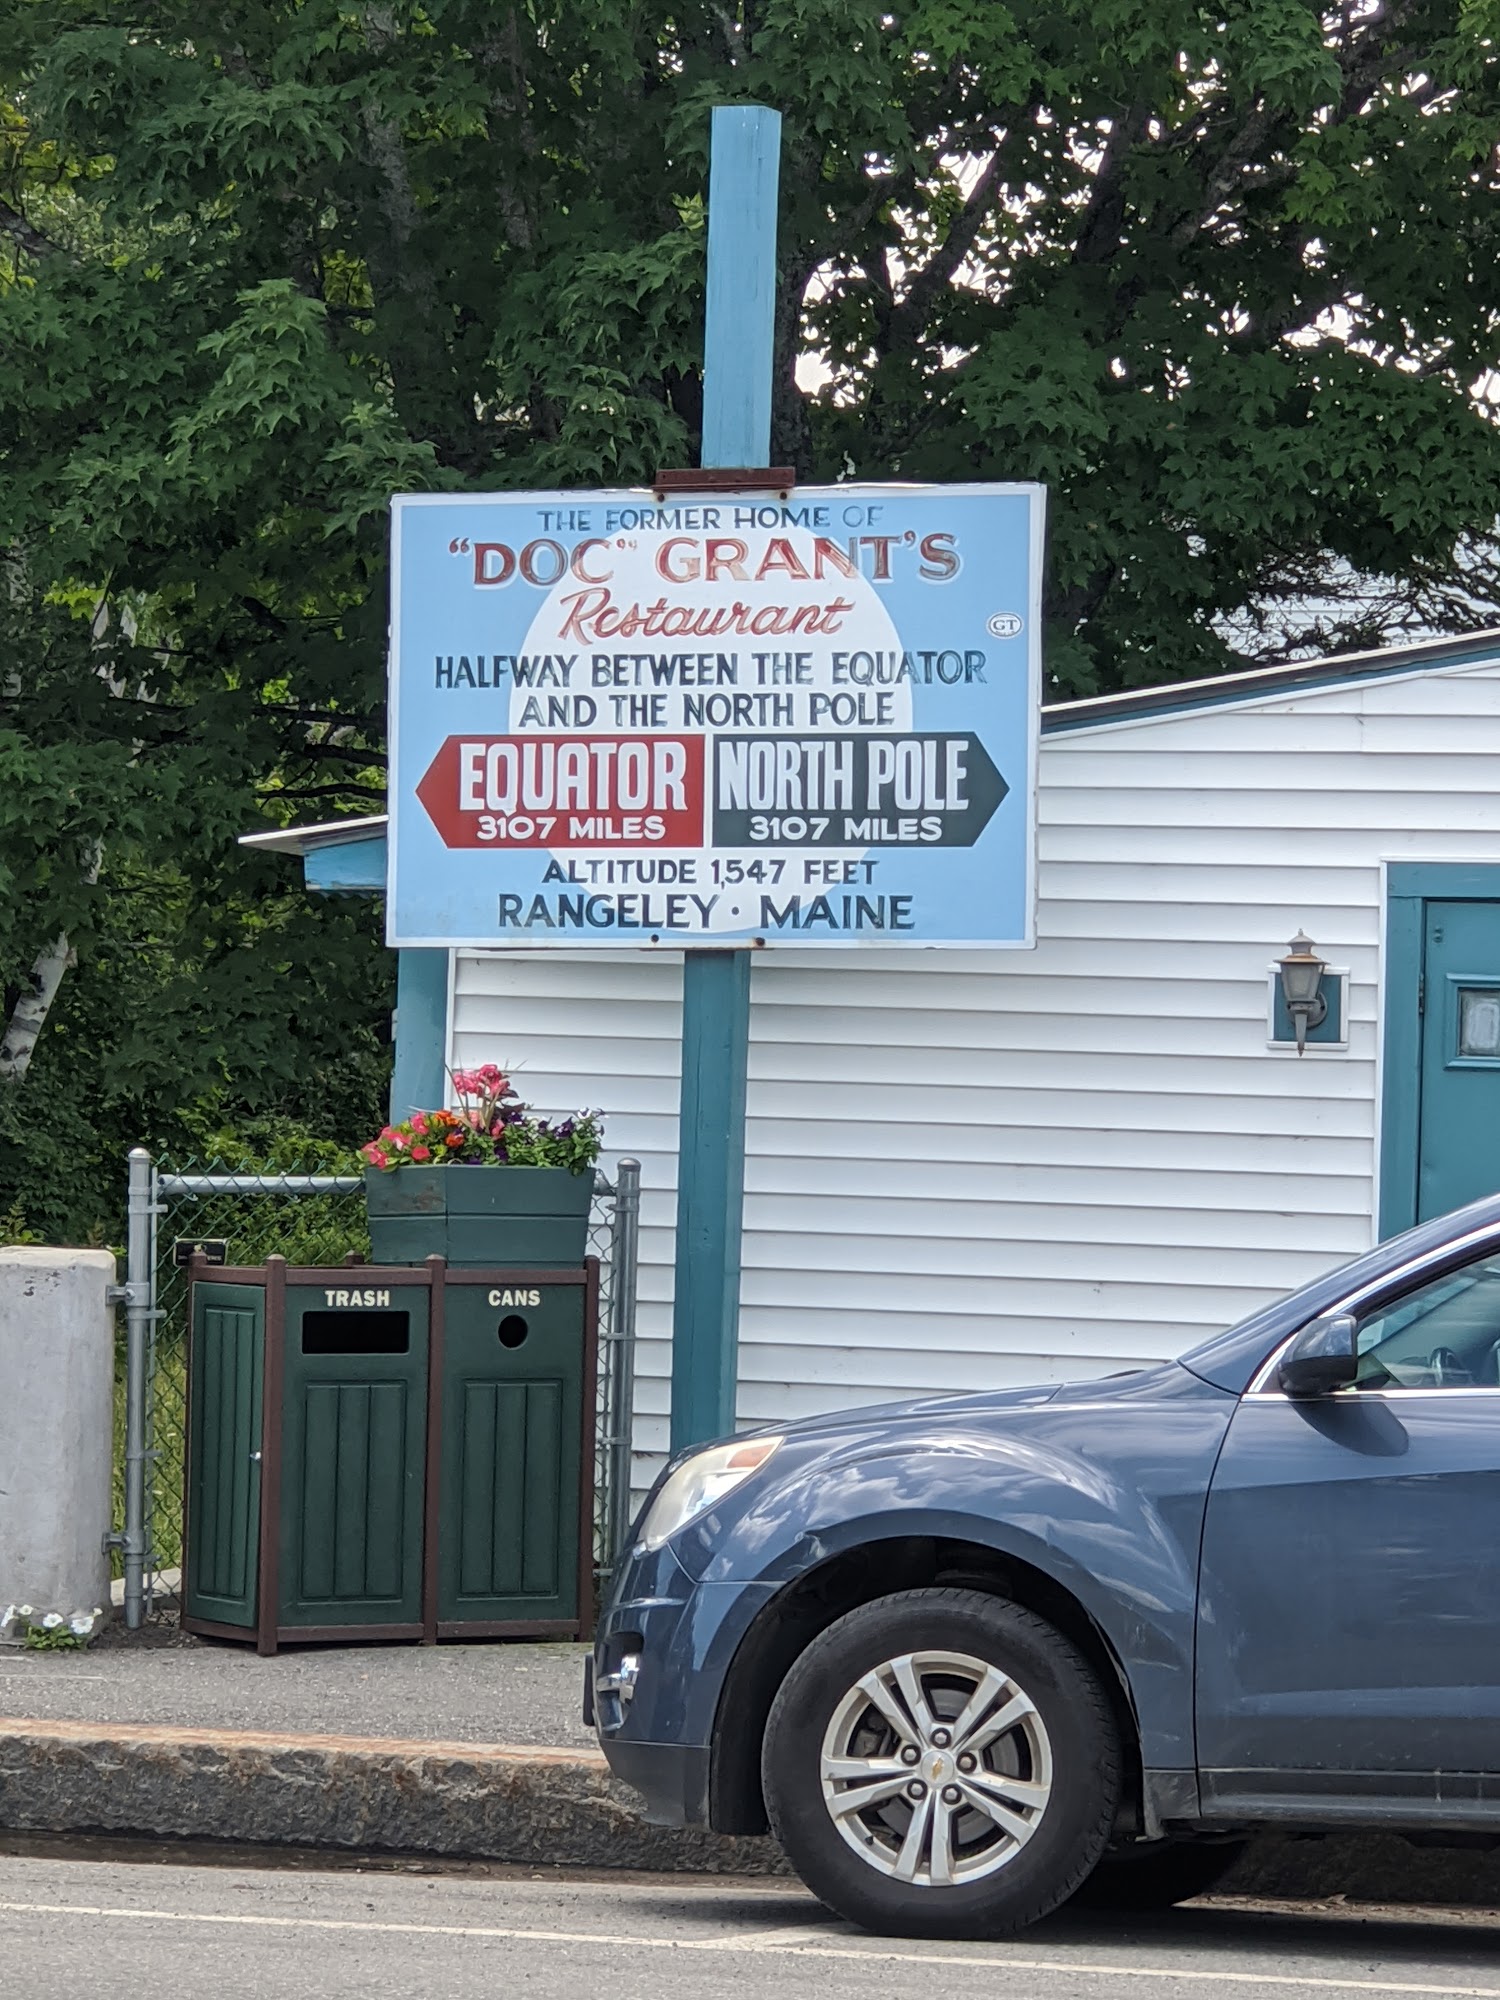 THE FORMER HOME OF
"DOC" GRANT'S
Restaurant
GT
HALFWAY BETWEEN THE EQUATOR
AND THE NORTH POLE
EQUATOR
3107 MILES
NORTH POLE
3107 MILES
ALTITUDE 1,547 FEET
RANGELEY · MAINE
TRASH
CANS